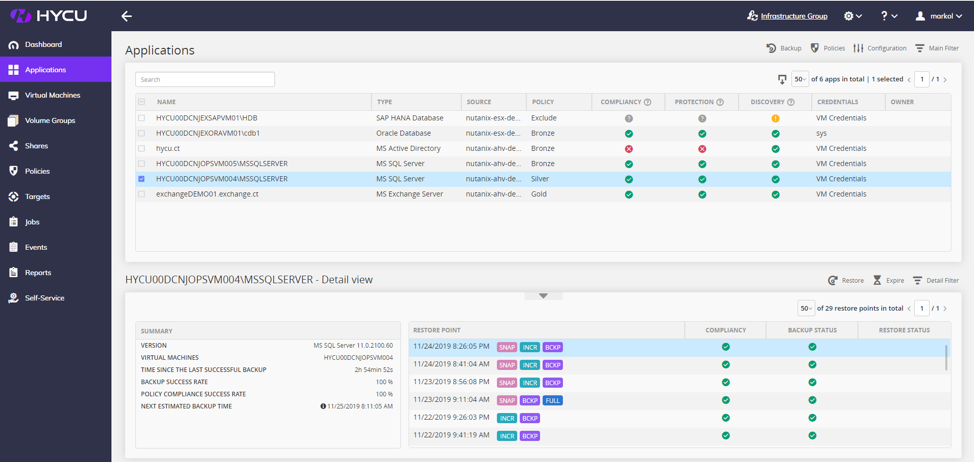 HYCU
Infrastructure Group
?
markol
Dashboard
Applications
Virtual Machines
Volume Groups
Shares
Policies
Targets
Jobs
Events
Reports
Self-Service
Applications
Backup Policies Configuration Main Filter
Search
50 of 6 apps in total | 1 selected < 1 / 1 >
NAME TYPE SOURCE POLICY COMPLIANCY ? PROTECTION ? DISCOVERY ? CREDENTIALS OWNER
HYCU00DCNJEXSAPVM01\HDB SAP HANA Database nutanix-esx-de... Exclude VM Credentials
HYCU00DCNJEXORAVM01\cdb1 Oracle Database nutanix-esx-de... Bronze sys
hycu.ct MS Active Directory nutanix-ahv-de... Bronze VM Credentials
HYCU00DCNJOPSVM005\MSSQLSERVER MS SQL Server nutanix-ahv-de... Bronze VM Credentials
HYCU00DCNJOPSVM004\MSSQLSERVER MS SQL Server nutanix-ahv-de... Silver VM Credentials
exchangeDEMO01.exchange.ct MS Exchange Server nutanix-ahv-de... Gold VM Credentials
HYCU00DCNJOPSVM004\MSSQLSERVER - Detail view
Restore Expire Detail Filter
50 of 29 restore points in total < 1 / 1 >
SUMMARY
VERSION MS SQL Server 11.0.2100.60
VIRTUAL MACHINES HYCU00DCNJOPSVM004
TIME SINCE THE LAST SUCCESSFUL BACKUP 2h 54min 52s
BACKUP SUCCESS RATE 100 %
POLICY COMPLIANCE SUCCESS RATE 100 %
NEXT ESTIMATED BACKUP TIME 11/25/2019 8:11:05 AM
RESTORE POINT COMPLIANCY BACKUP STATUS RESTORE STATUS
11/24/2019 8:26:05 PM SNAP INCR BCKP
11/24/2019 8:41:04 AM SNAP INCR BCKP
11/23/2019 8:56:08 PM SNAP INCR BCKP
11/23/2019 9:11:04 AM SNAP BCKP FULL
11/22/2019 9:26:03 PM INCR BCKP
11/22/2019 9:41:19 AM INCR BCKP